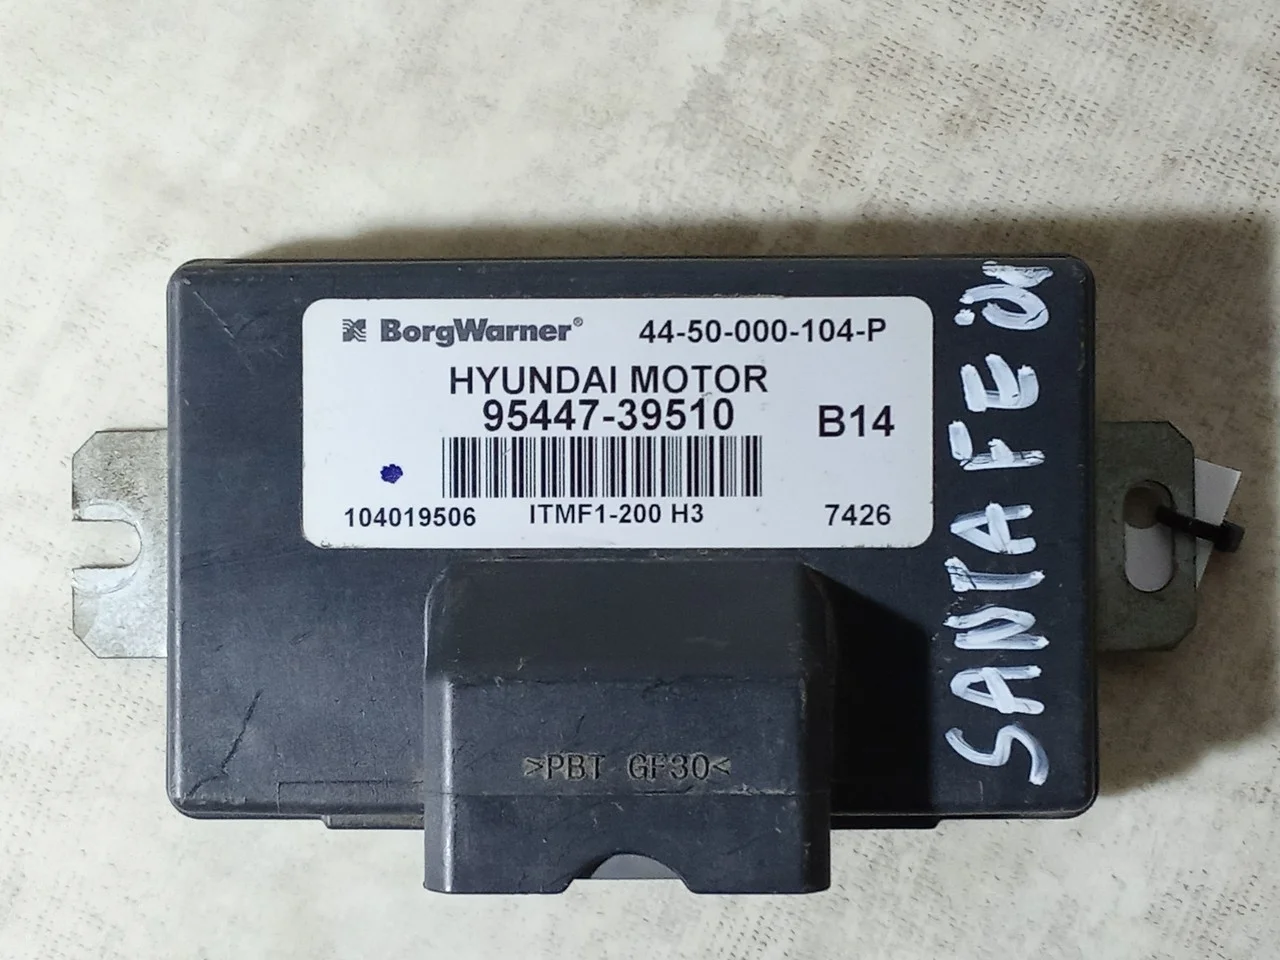 BorgWarner® 44-50-000-104-P
HYUNDAI MOTOR
95447-39510 B14
104019506 ITMF1-200 H3 7426
>PBT GF30<
SANTA FE